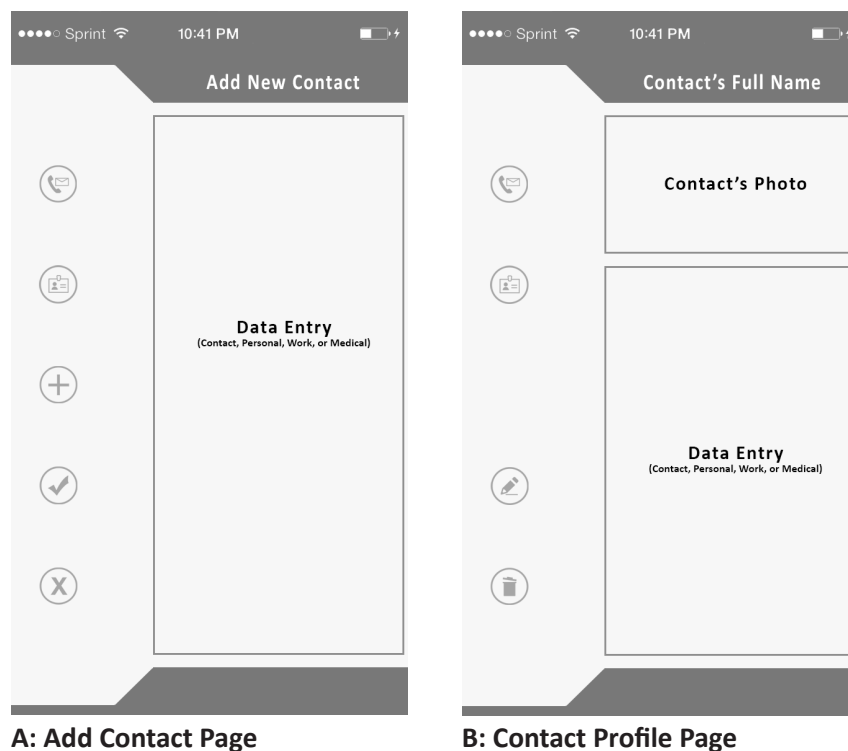 Sprint 10:41 PM
Add New Contact
Data Entry
(Contact, Personal, Work, or Medical)
X
A: Add Contact Page
Sprint 10:41 PM
Contact's Full Name
Contact's Photo
Data Entry
(Contact, Personal, Work, or Medical)
B: Contact Profile Page